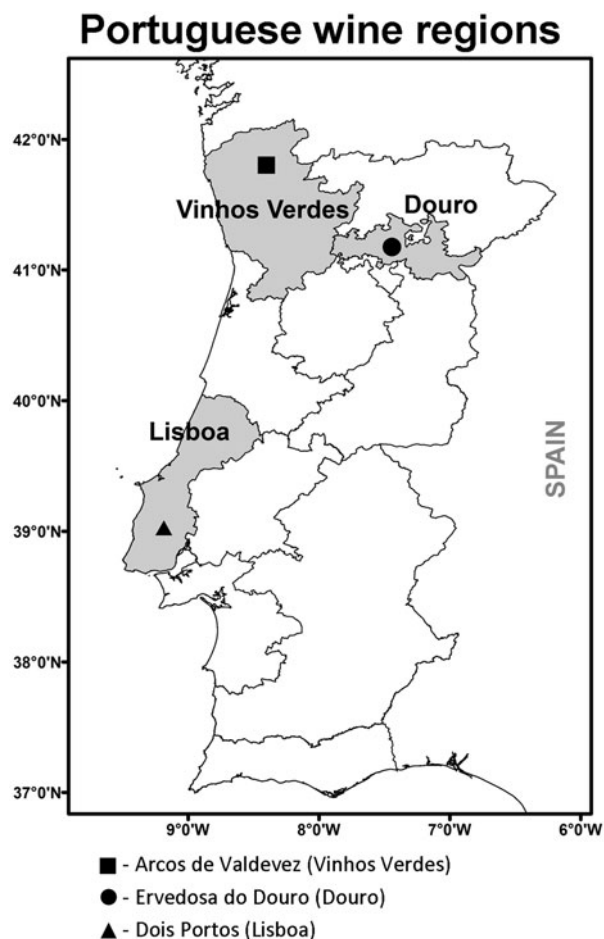 Portuguese wine regions
42°0'N
Vinhos Verdes
Douro
41°0'N
40°0'N
Lisboa
SPAIN
39°0'N
38°0'N
37°0'N
9°0'W 8°0'W 7°0'W 6°0'W
- Arcos de Valdevez (Vinhos Verdes)
- Ervedosa do Douro (Douro)
- Dois Portos (Lisboa)